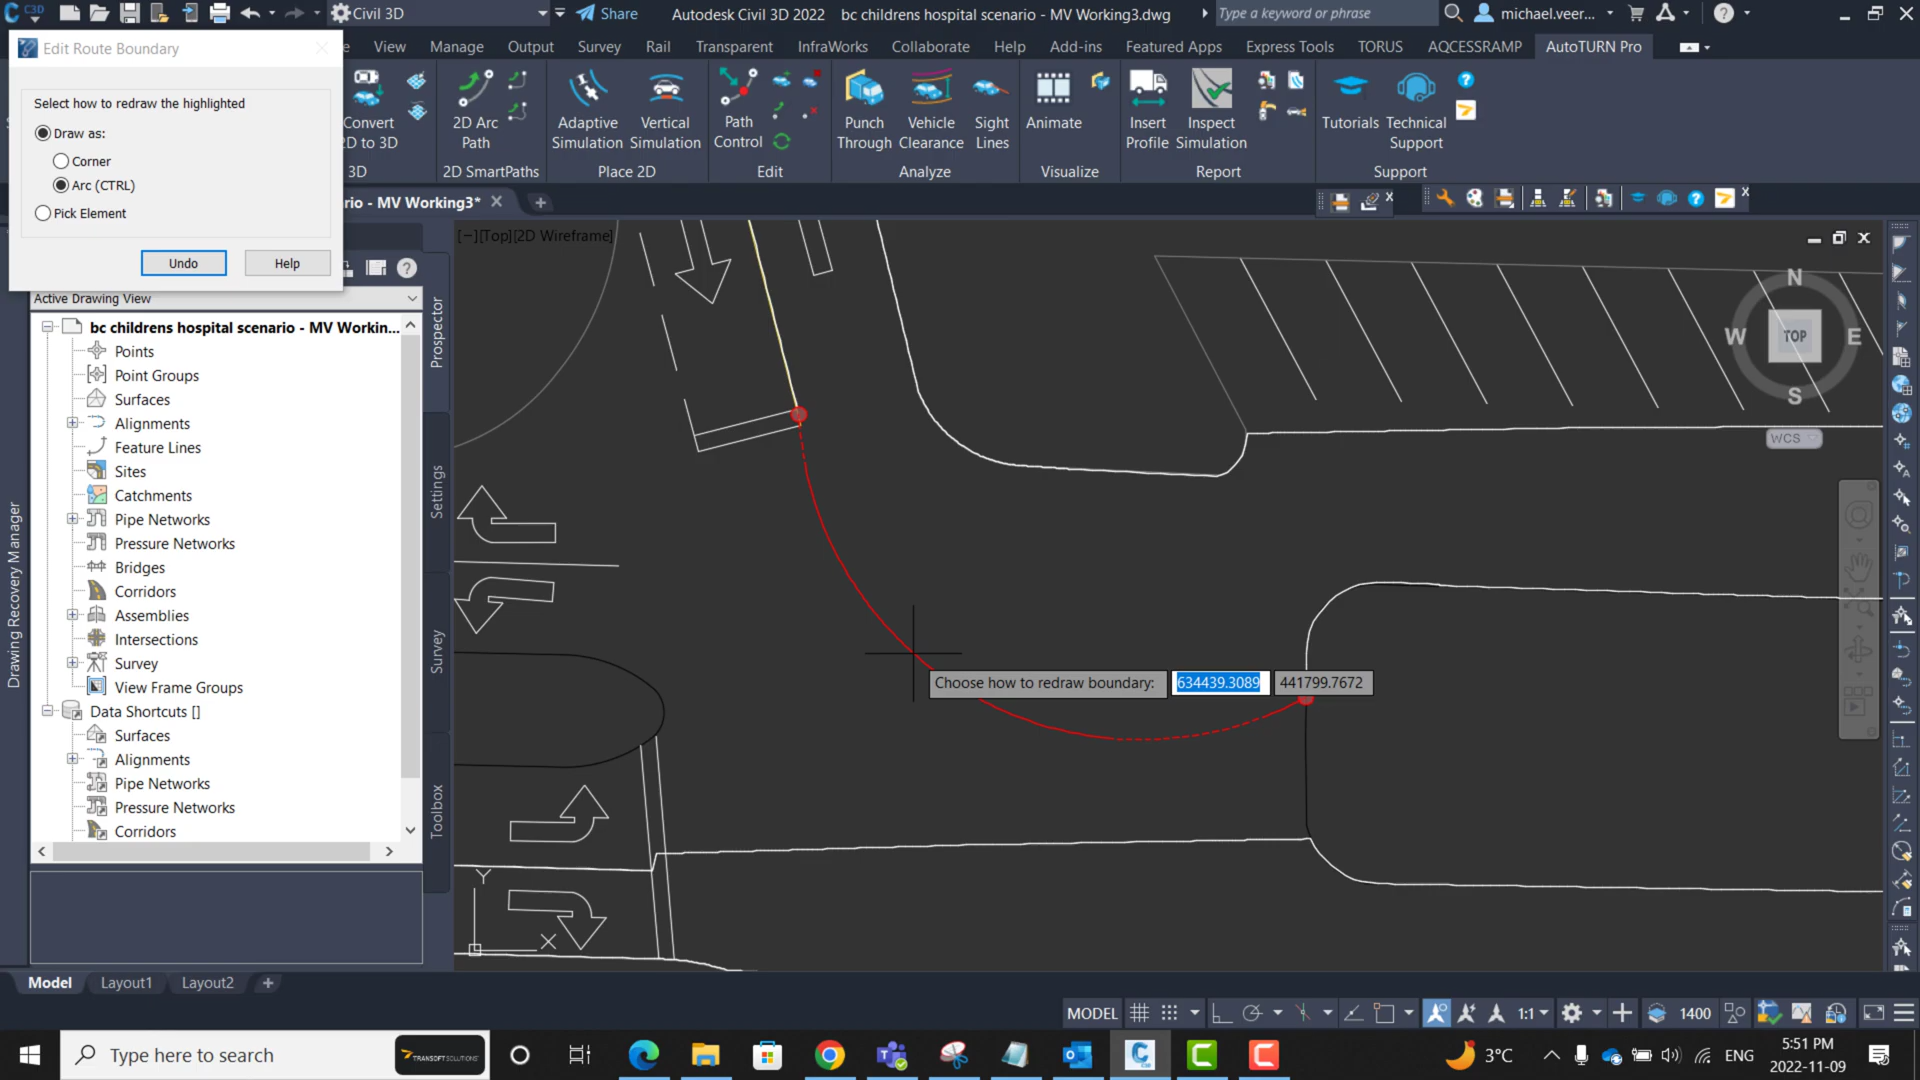 C3D
Civil 3D
Share
Autodesk Civil 3D 2022
bc childrens hospital scenario - MV Working3.dwg
Type a keyword or phrase
michael.veer...
Edit Route Boundary
View
Manage
Output
Survey
Rail
Transparent
InfraWorks
Collaborate
Help
Add-ins
Featured Apps
Express Tools
TORUS
AQCESSRAMP
AutoTURN Pro
Select how to redraw the highlighted
Draw as:
Corner
Arc (CTRL)
Pick Element
Undo
Help
Convert
2D to 3D
2D Arc
Path
Adaptive
Simulation
Vertical
Simulation
Path
Control
Punch
Through
Vehicle
Clearance
Sight
Lines
Animate
Insert
Profile
Inspect
Simulation
Tutorials
Technical
Support
3D
2D SmartPaths
Place 2D
Edit
Analyze
Visualize
Report
Support
rio - MV Working3*
[−][Top][2D Wireframe]
Active Drawing View
bc childrens hospital scenario - MV Workin...
Points
Point Groups
Surfaces
Alignments
Feature Lines
Sites
Catchments
Pipe Networks
Pressure Networks
Bridges
Corridors
Assemblies
Intersections
Survey
View Frame Groups
Data Shortcuts []
Surfaces
Alignments
Pipe Networks
Pressure Networks
Corridors
Prospector
Settings
Survey
Toolbox
Drawing Recovery Manager
N
W
TOP
E
S
WCS
Choose how to redraw boundary:
634439.3089
441799.7672
Y
X
Model
Layout1
Layout2
MODEL
1:1
1400
Type here to search
TRANSOFT SOLUTIONS
3°C
ENG
5:51 PM
2022-11-09